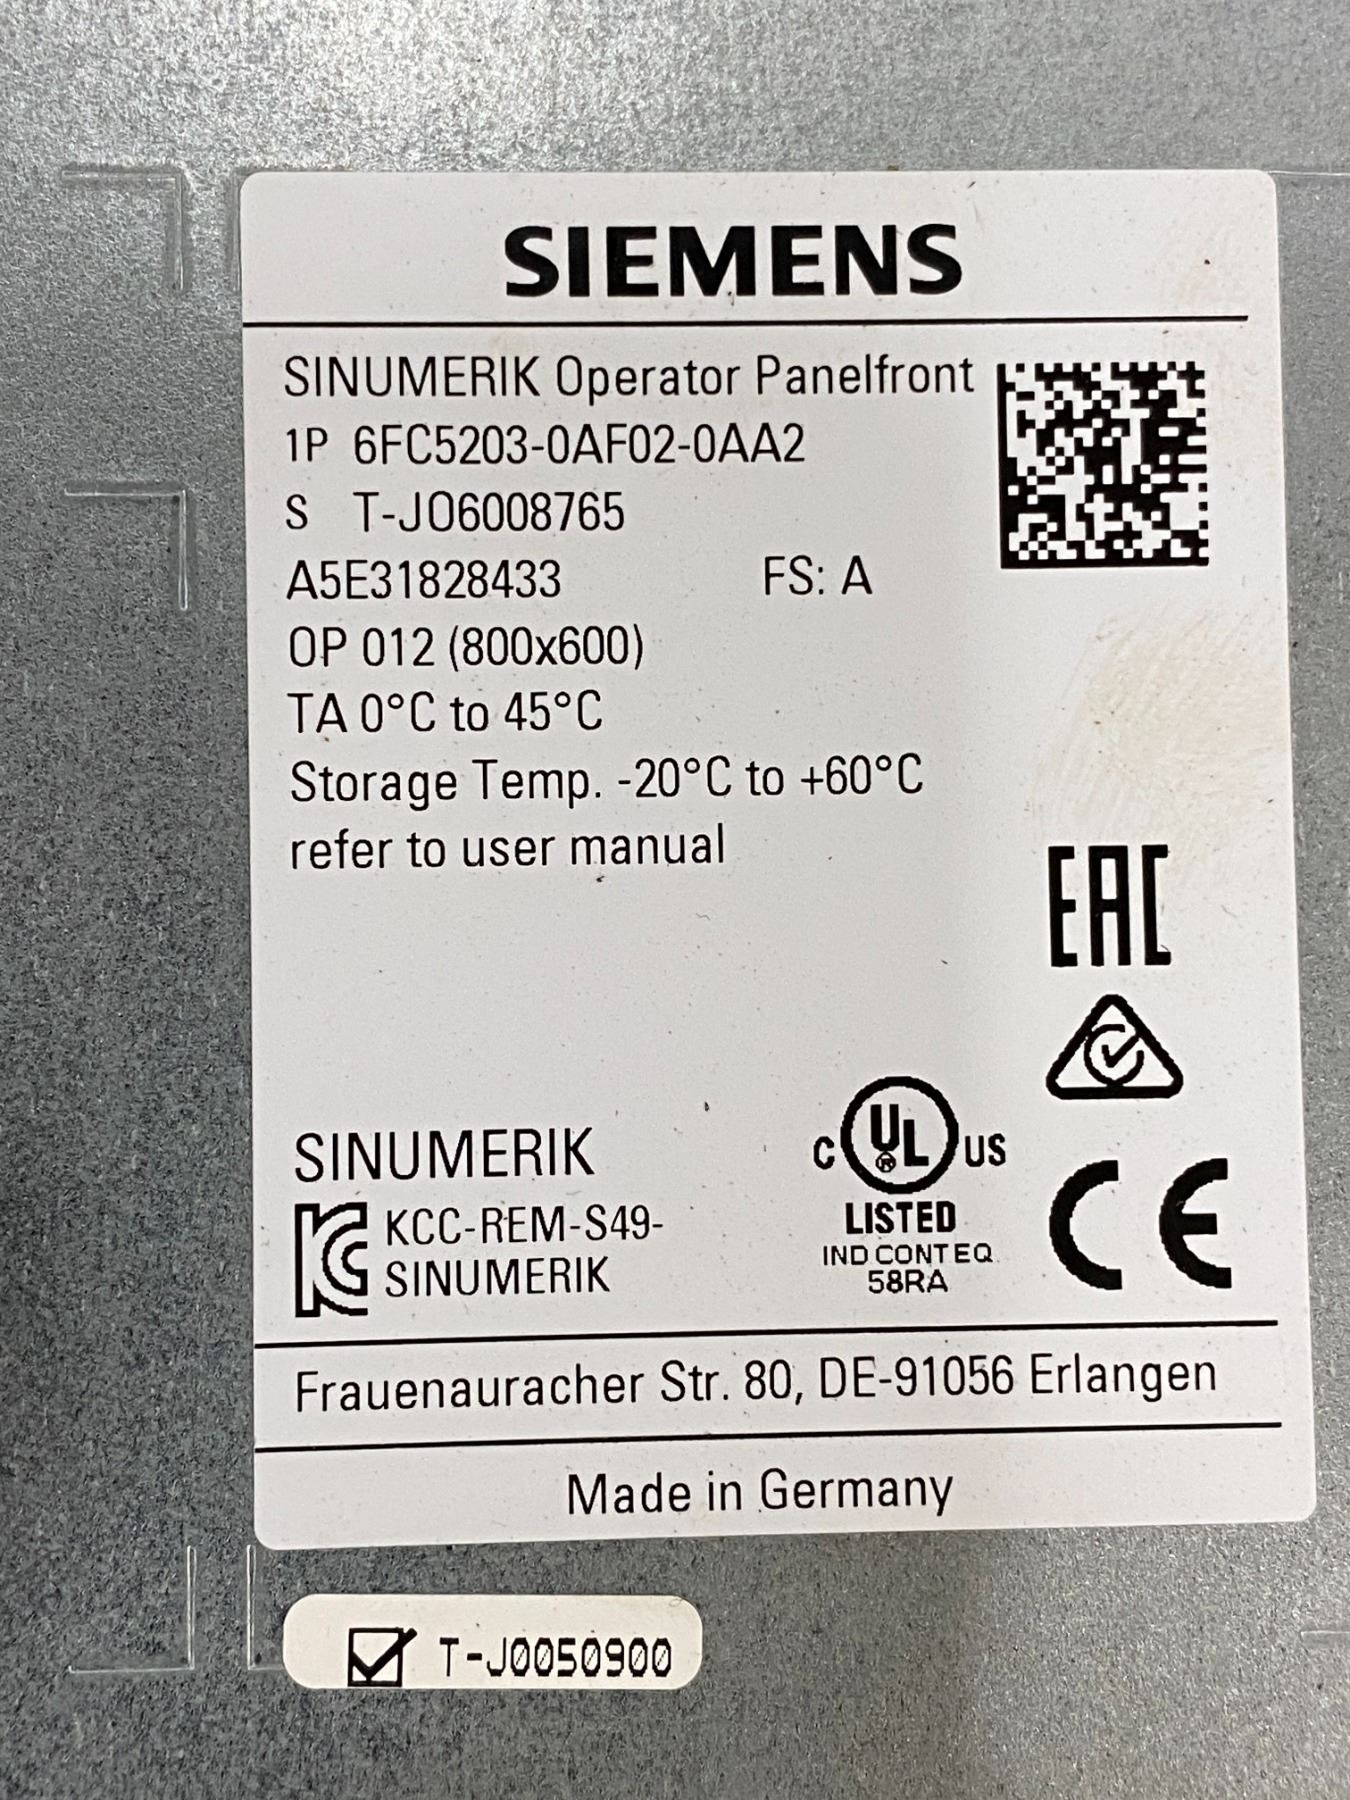 SIEMENS
SINUMERIK Operator Panelfront
1P 6FC5203-0AF02-0AA2
S T-JO6008765
A5E31828433 FS: A
OP 012 (800x600)
TA 0°C to 45°C
Storage Temp. -20°C to +60°C
refer to user manual
EAC
SINUMERIK
C UL® US
LISTED
IND CONT EQ
58RA
CE
KCC-REM-S49-
SINUMERIK
Frauenauracher Str. 80, DE-91056 Erlangen
Made in Germany
T-J0050900